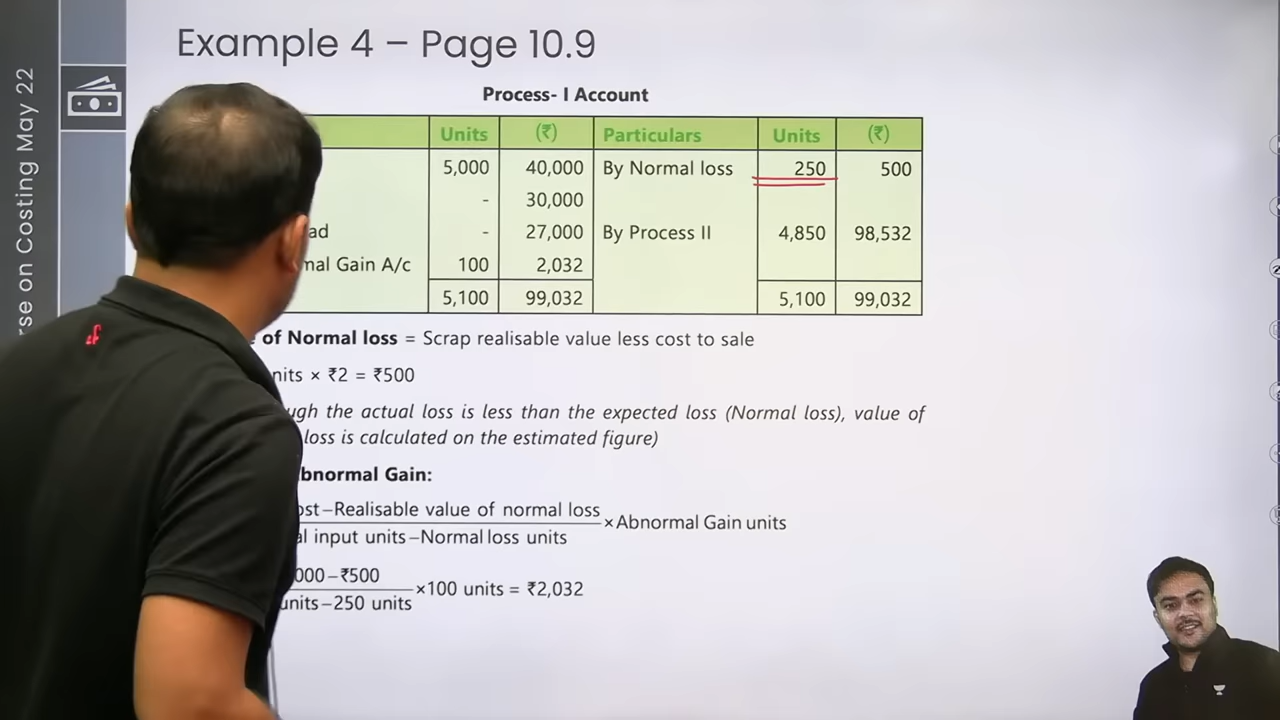 Example 4 – Page 10.9
rse on Costing May 22
Process- I Account
Units (₹) Particulars Units (₹)
5,000 40,000 By Normal loss 250 500
- 30,000
ad - 27,000 By Process II 4,850 98,532
mal Gain A/c 100 2,032
5,100 99,032 5,100 99,032
of Normal loss = Scrap realisable value less cost to sale
nits × ₹2 = ₹500
ugh the actual loss is less than the expected loss (Normal loss), value of
loss is calculated on the estimated figure)
bnormal Gain:
ost–Realisable value of normal loss
×Abnormal Gain units
al input units–Normal loss units
000–₹500
×100 units = ₹2,032
units–250 units